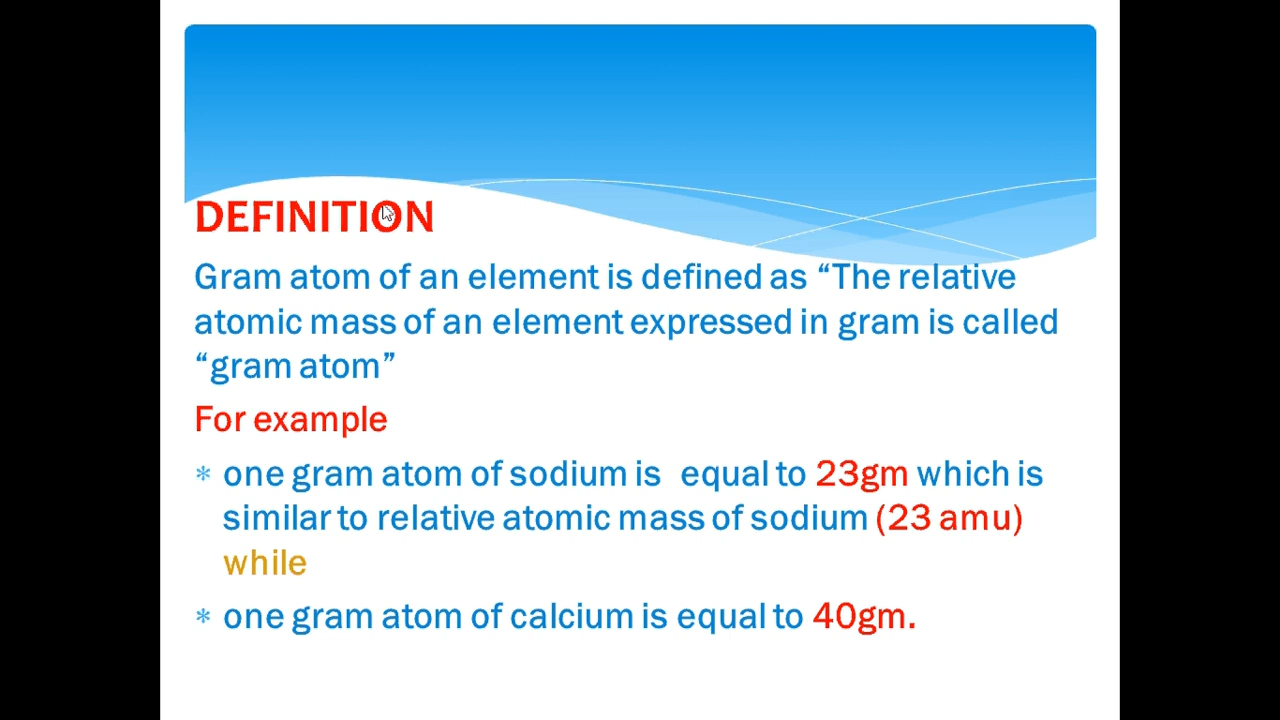 DEFINITION
Gram atom of an element is defined as “The relative
atomic mass of an element expressed in gram is called
“gram atom”
For example
* one gram atom of sodium is equal to 23gm which is
similar to relative atomic mass of sodium (23 amu)
while
* one gram atom of calcium is equal to 40gm.